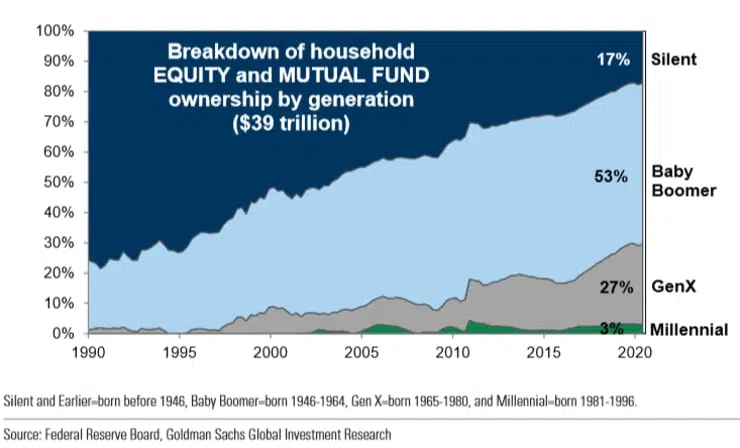 100%
90%
80%
70%
60%
50%
40%
30%
20%
10%
0%
Breakdown of household
EQUITY and MUTUAL FUND
ownership by generation
($39 trillion)
17% Silent
53% Baby
Boomer
27% GenX
3% Millennial
1990 1995 2000 2005 2010 2015 2020
Silent and Earlier=born before 1946, Baby Boomer=born 1946-1964, Gen X=born 1965-1980, and Millennial=born 1981-1996.
Source: Federal Reserve Board, Goldman Sachs Global Investment Research